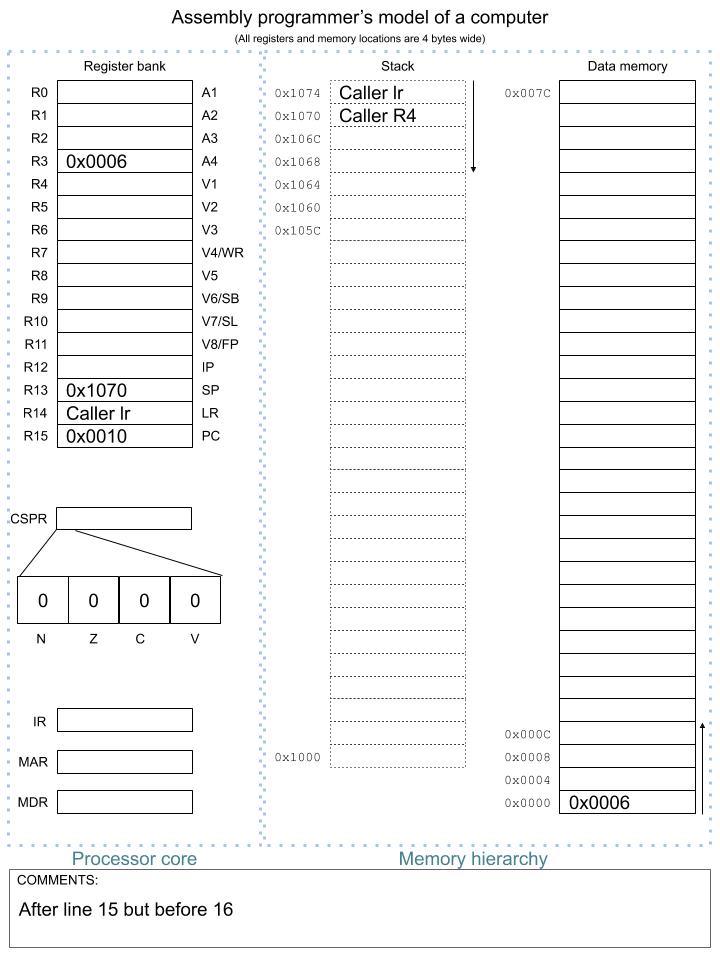 Assembly programmer's model of a computer
(All registers and memory locations are 4 bytes wide)
Register bank
R0 A1
R1 A2
R2 A3
R3 0x0006 A4
R4 V1
R5 V2
R6 V3
R7 V4/WR
R8 V5
R9 V6/SB
R10 V7/SL
R11 V8/FP
R12 IP
R13 0x1070 SP
R14 Caller lr LR
R15 0x0010 PC
CSPR
0 0 0 0
N Z C V
IR
MAR
MDR
Processor core
Stack
0x1074 Caller lr
0x1070 Caller R4
0x106C
0x1068
0x1064
0x1060
0x105C
0x1000
Data memory
0x007C
0x000C
0x0008
0x0004
0x0000 0x0006
Memory hierarchy
COMMENTS:
After line 15 but before 16